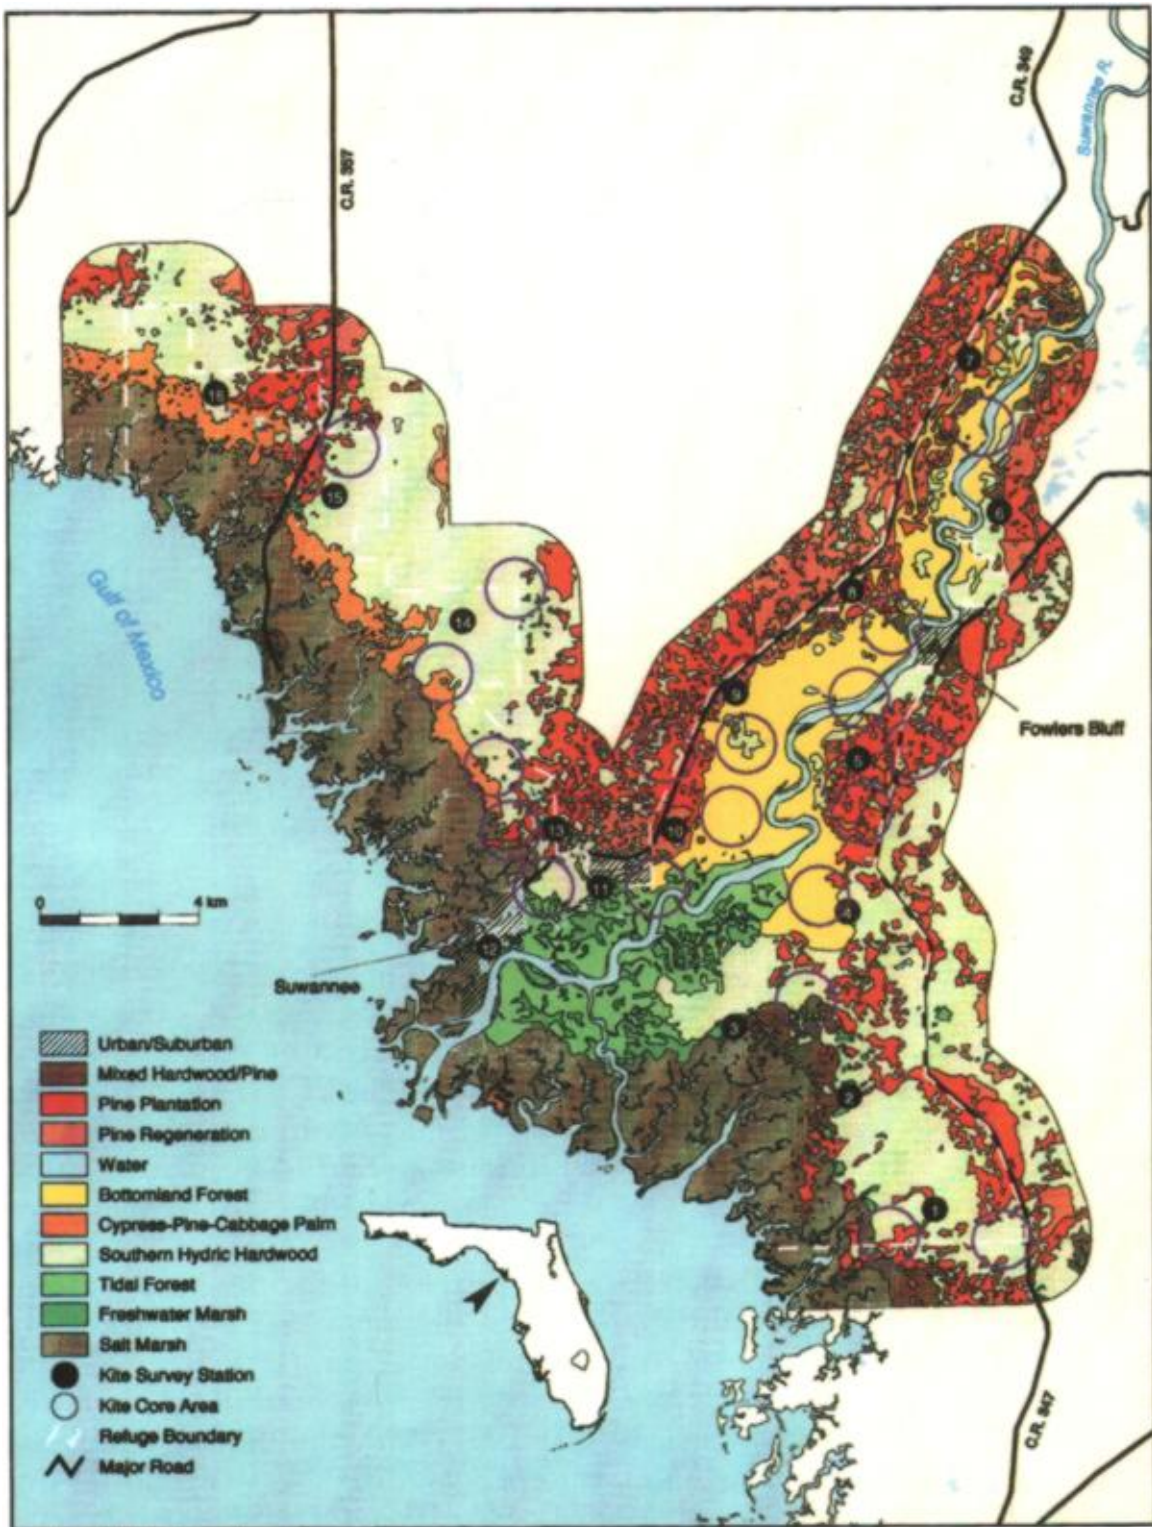 C.R. 349
Suwannee R.
C.R. 357
7
16
6
15
8
14
Gulf of Mexico
9
Fowlers Bluff
5
13
10
11
0
4 km
4
12
Suwannee
3
Urban/Suburban
Mixed Hardwood/Pine
2
Pine Plantation
Pine Regeneration
Water
Bottomland Forest
1
Cypress-Pine-Cabbage Palm
Southern Hydric Hardwood
Tidal Forest
Freshwater Marsh
Salt Marsh
Kite Survey Station
Kite Core Area
Refuge Boundary
C.R. 347
Major Road